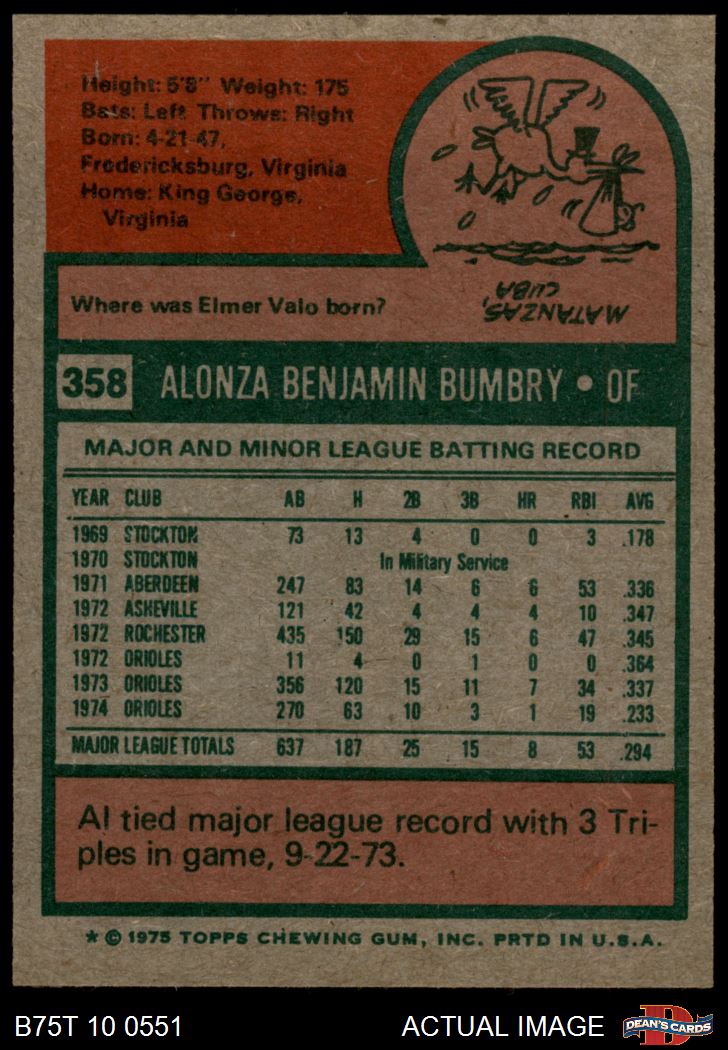 Height: 5'8" Weight: 175
Bats: Left Throws: Right
Born: 4-21-47,
Fredericksburg, Virginia
Home: King George,
Virginia
Where was Elmer Valo born?
MATANZAS,
CUBA
358 ALONZA BENJAMIN BUMBRY • OF
MAJOR AND MINOR LEAGUE BATTING RECORD
YEAR CLUB AB H 2B 3B HR RBI AVG
1969 STOCKTON 73 13 4 0 0 3 .178
1970 STOCKTON In Military Service
1971 ABERDEEN 247 83 14 6 6 53 .336
1972 ASHEVILLE 121 42 4 4 4 10 .347
1972 ROCHESTER 435 150 29 15 6 47 .345
1972 ORIOLES 11 4 0 1 0 0 .364
1973 ORIOLES 356 120 15 11 7 34 .337
1974 ORIOLES 270 63 10 3 1 19 .233
MAJOR LEAGUE TOTALS 637 187 25 15 8 53 .294
Al tied major league record with 3 Tri-
ples in game, 9-22-73.
* © 1975 TOPPS CHEWING GUM, INC. PRTD IN U.S.A.
B75T 10 0551 ACTUAL IMAGE D DEAN'S CARDS